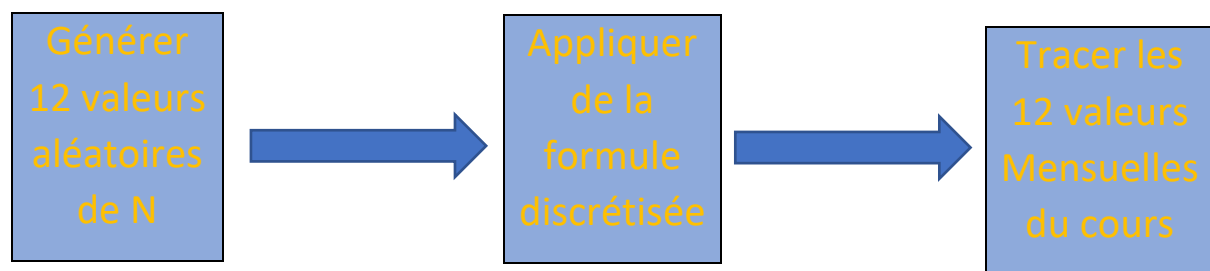 Générer
12 valeurs
aléatoires
de N
Appliquer
de la
formule
discrétisée
Tracer les
12 valeurs
Mensuelles
du cours